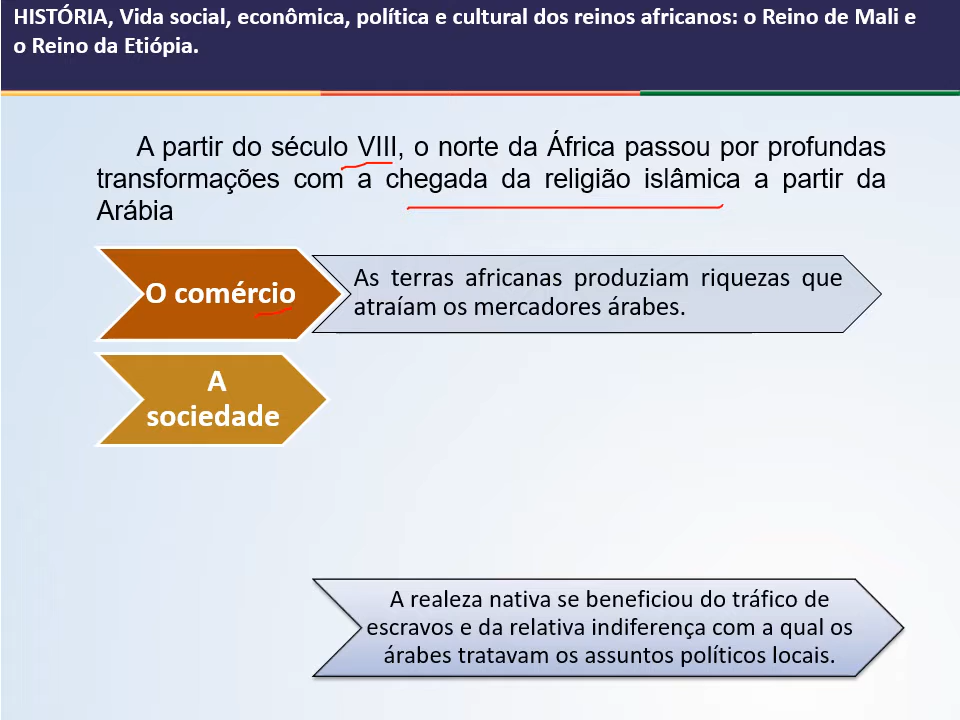 HISTÓRIA, Vida social, econômica, política e cultural dos reinos africanos: o Reino de Mali e
o Reino da Etiópia.
A partir do século VIII, o norte da África passou por profundas
transformações com a chegada da religião islâmica a partir da
Arábia
O comércio
As terras africanas produziam riquezas que
atraíam os mercadores árabes.
A
sociedade
A realeza nativa se beneficiou do tráfico de
escravos e da relativa indiferença com a qual os
árabes tratavam os assuntos políticos locais.